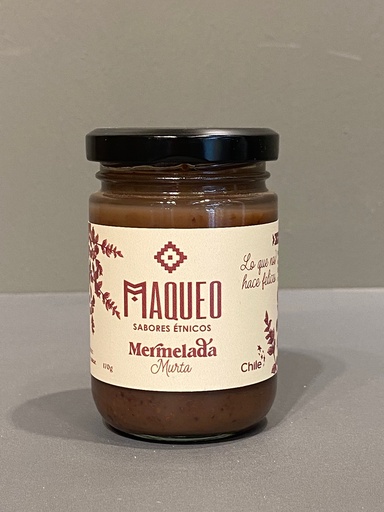 MAQUEO
SABORES ÉTNICOS
Mermelada
Murta
Lo que nos
hace felices
Chile